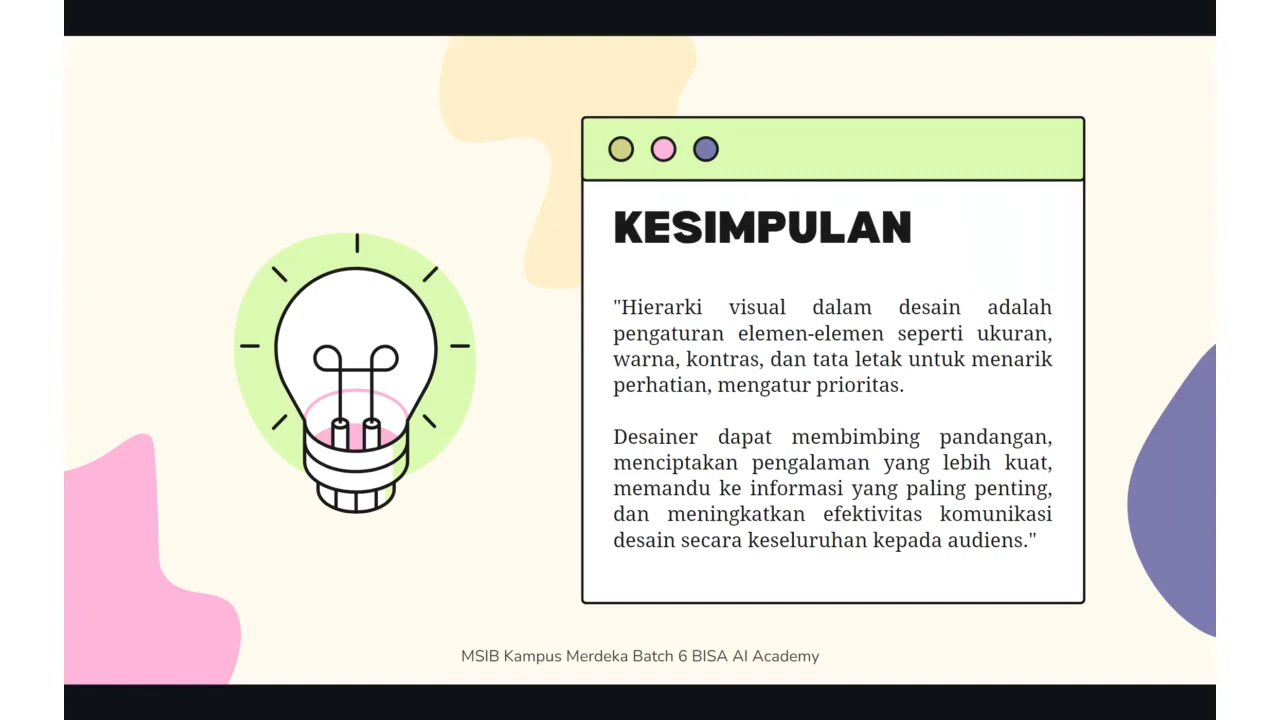 KESIMPULAN
"Hierarki visual dalam desain adalah
pengaturan elemen-elemen seperti ukuran,
warna, kontras, dan tata letak untuk menarik
perhatian, mengatur prioritas.
Desainer dapat membimbing pandangan,
menciptakan pengalaman yang lebih kuat,
memandu ke informasi yang paling penting,
dan meningkatkan efektivitas komunikasi
desain secara keseluruhan kepada audiens."
MSIB Kampus Merdeka Batch 6 BISA AI Academy